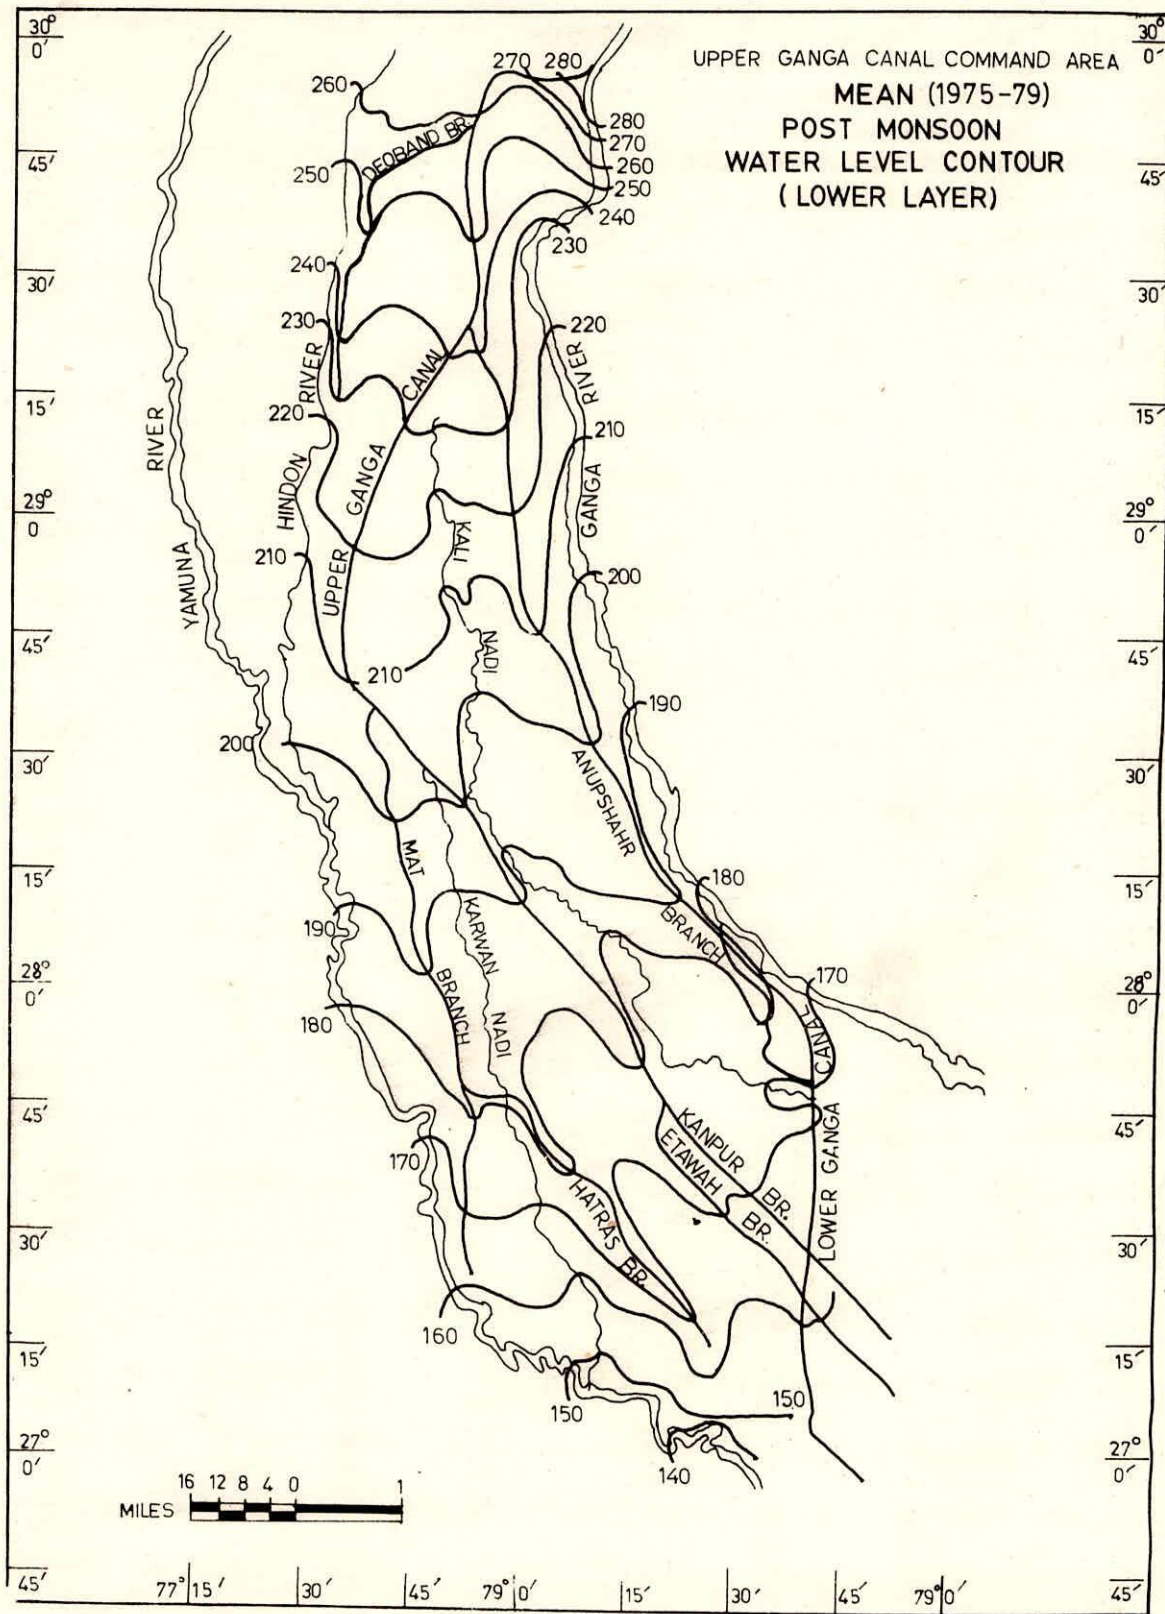 30°
0′
30°
0′
UPPER GANGA CANAL COMMAND AREA
MEAN (1975-79)
POST MONSOON
WATER LEVEL CONTOUR
( LOWER LAYER)
270 280
260
280
270
260
250
240
230
DEOBAND BR.
45′
45′
250
240
30′
30′
230
220
RIVER
CANAL
RIVER
15′
15′
220
210
RIVER
GANGA
HINDON
GANGA
29°
0
29°
0′
KALI
210
UPPER
200
YAMUNA
45′
45′
NADI
210
190
200
30′
30′
ANUPSHAHR
MAT
15′
15′
180
BRANCH
KARWAN
190
28°
0′
28°
0′
170
BRANCH
NADI
CANAL
180
45′
45′
KANPUR BR.
ETAWAH BR.
LOWER GANGA
170
HATRAS BR.
30′
30′
160
15′
15′
150
150
27°
0′
27°
0′
140
16 12 8 4 0 1
MILES
45′
77° 15′ 30′ 45′ 79° 0′ 15′ 30′ 45′ 79° 0′
45′